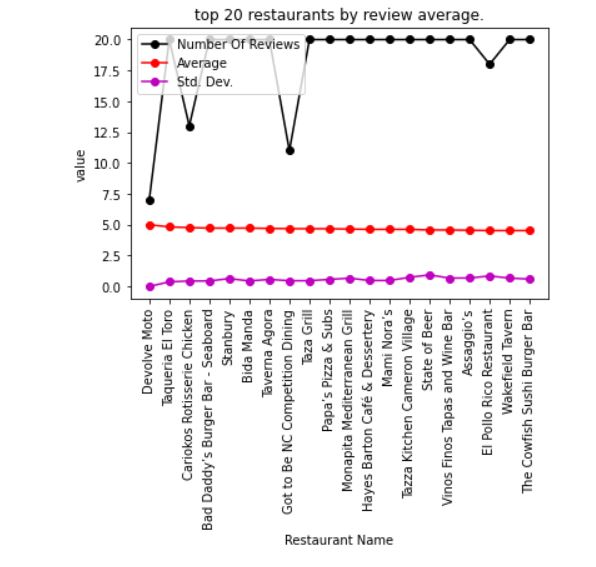 top 20 restaurants by review average.
20.0
17.5
15.0
12.5
10.0
7.5
5.0
2.5
0.0
value
Number Of Reviews
Average
Std. Dev.
Devolve Moto
Taqueria El Toro
Cariokos Rotisserie Chicken
Bad Daddy's Burger Bar - Seaboard
Stanbury
Bida Manda
Taverna Agora
Got to Be NC Competition Dining
Taza Grill
Papa's Pizza & Subs
Monapita Mediterranean Grill
Hayes Barton Café & Dessertery
Mami Nora's
Tazza Kitchen Cameron Village
State of Beer
Vinos Finos Tapas and Wine Bar
Assaggio's
El Pollo Rico Restaurant
Wakefield Tavern
The Cowfish Sushi Burger Bar
Restaurant Name